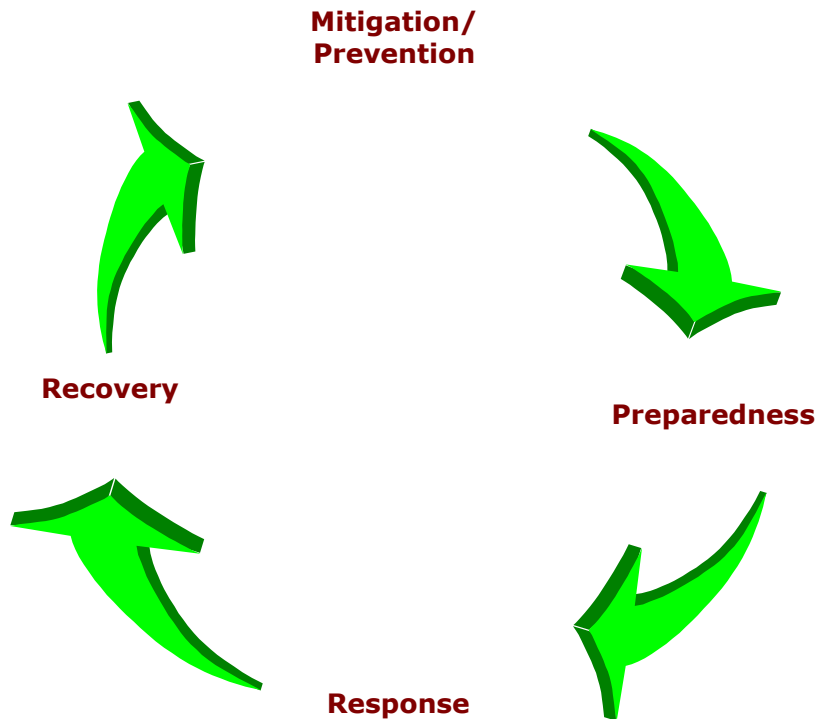 Mitigation/
Prevention
Recovery
Preparedness
Response